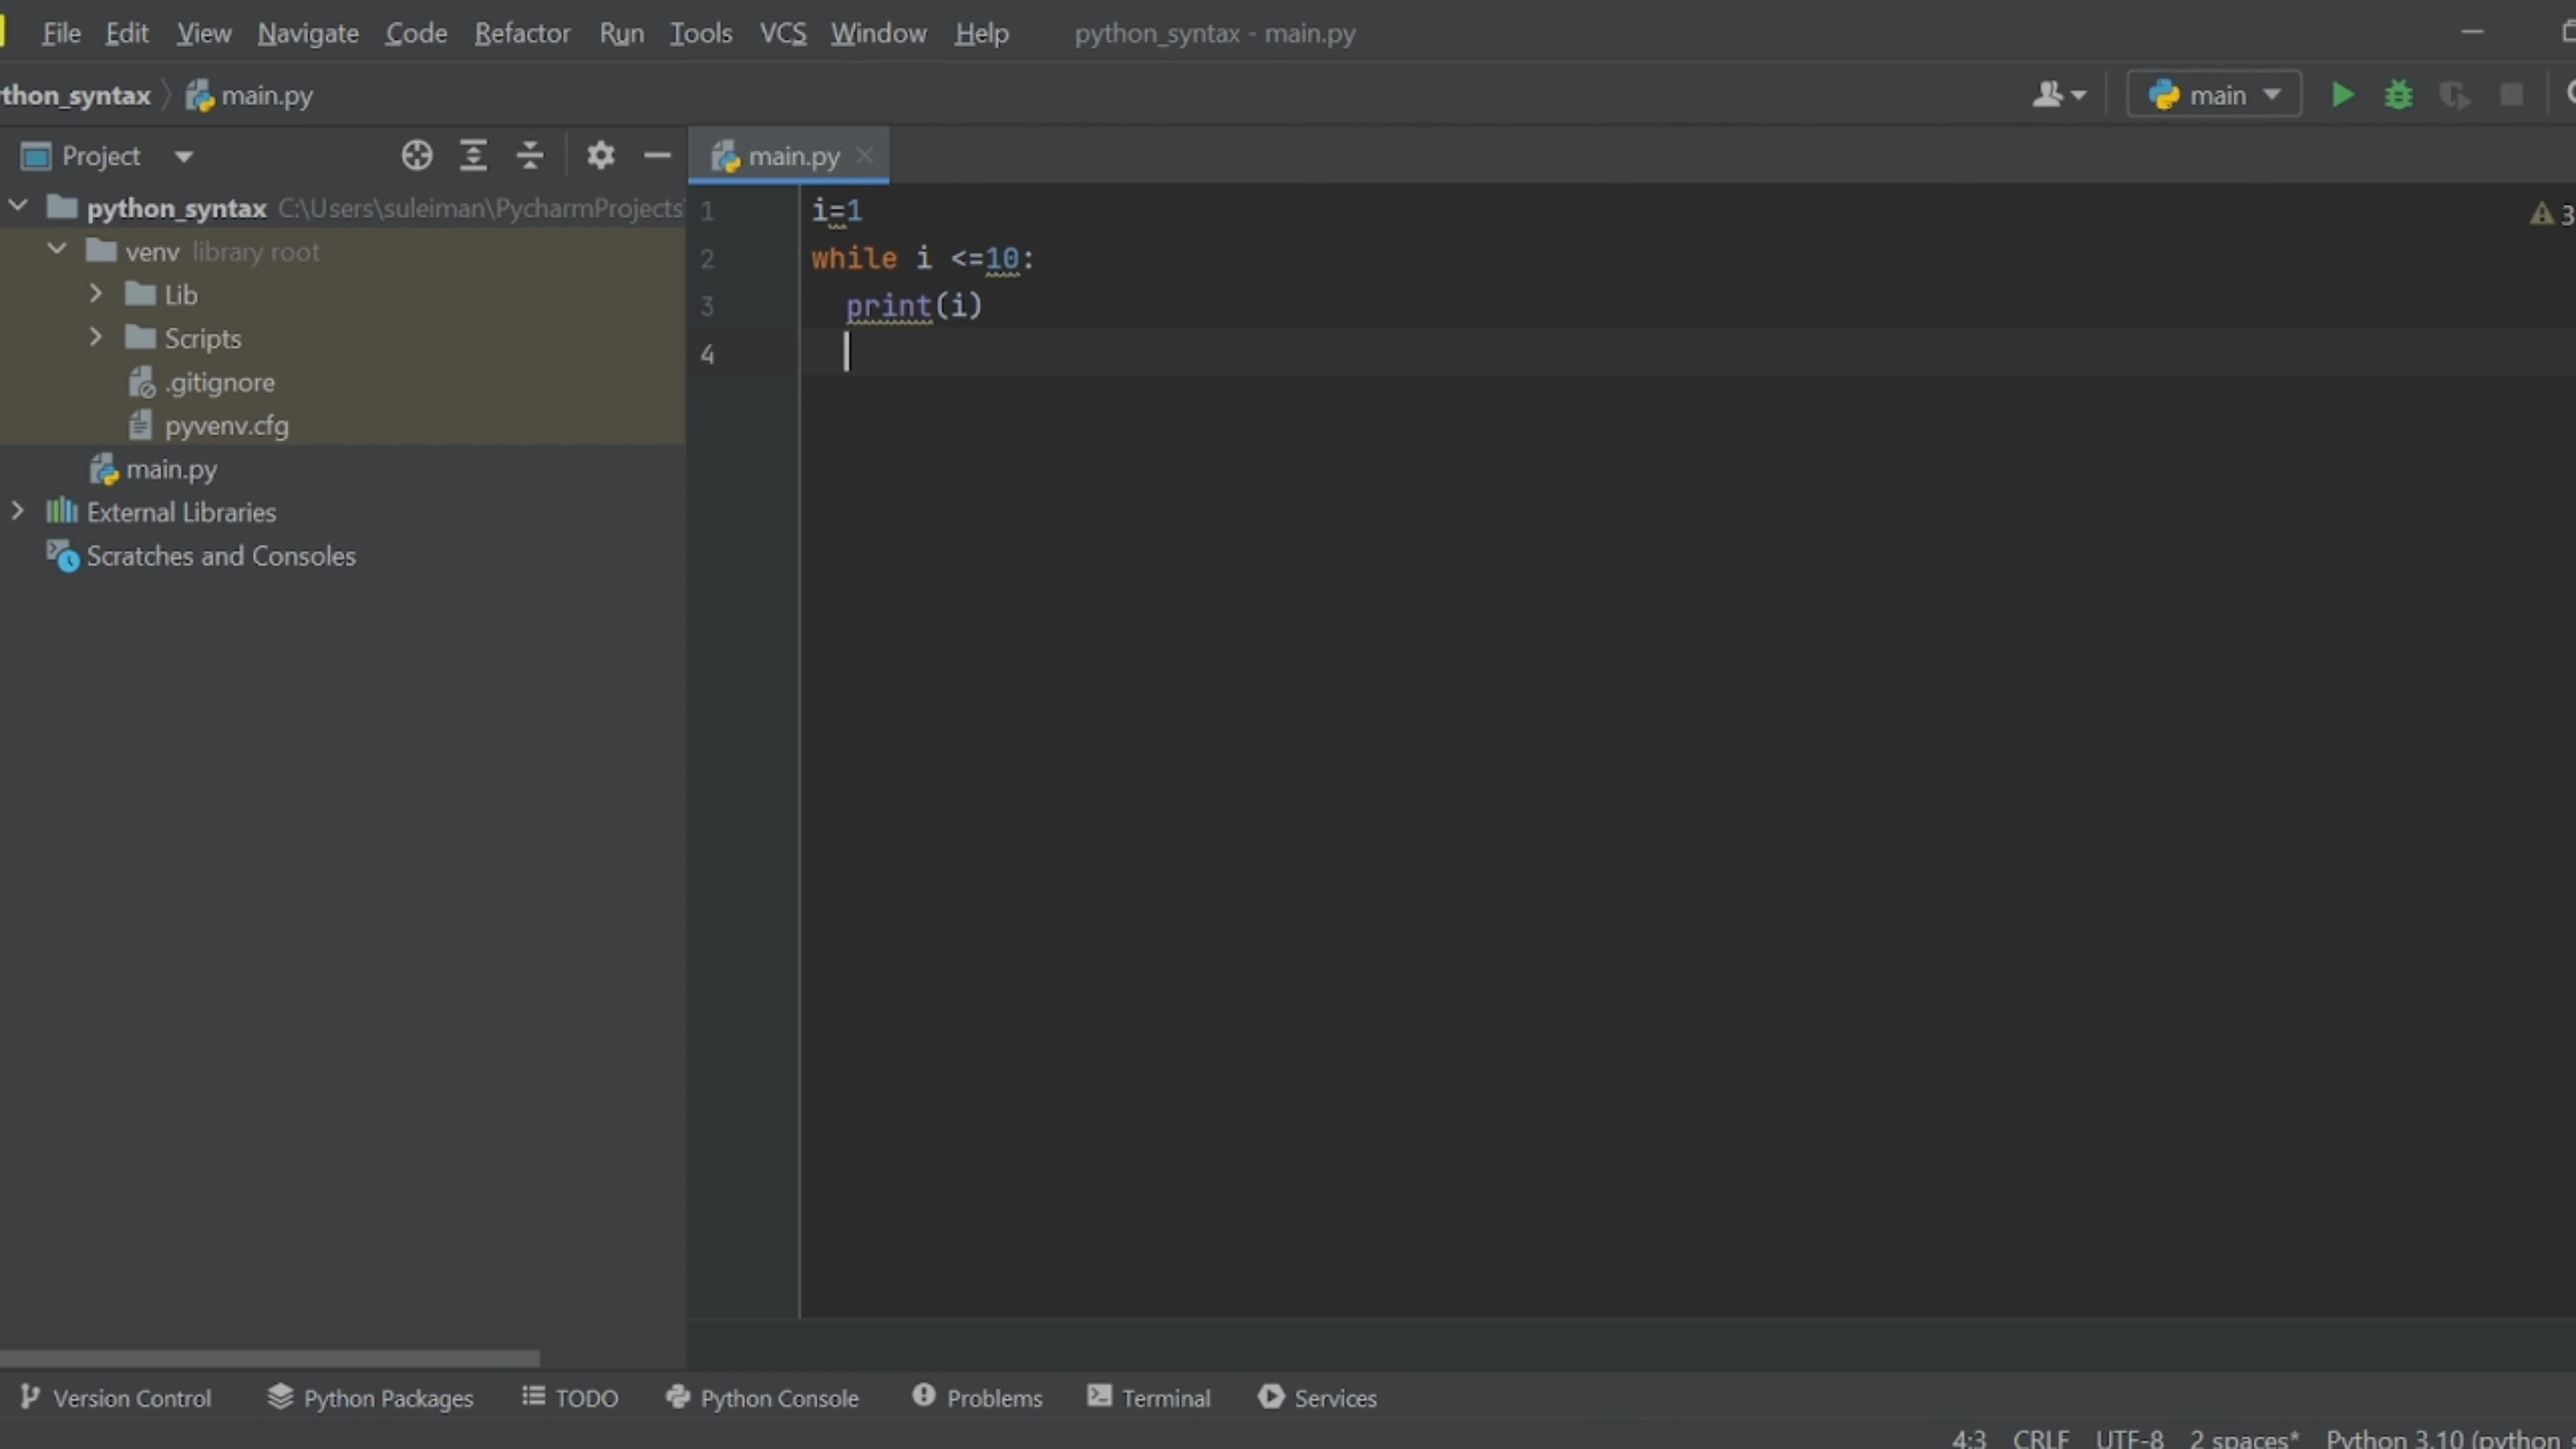 File Edit View Navigate Code Refactor Run Tools VCS Window Help python_syntax - main.py
thon_syntax main.py main
Project main.py
python_syntax C:\Users\suleiman\PycharmProjects
venv library root
Lib
Scripts
.gitignore
pyvenv.cfg
main.py
External Libraries
Scratches and Consoles
1 i=1 3
2 while i <=10:
3 print(i)
4
Version Control Python Packages TODO Python Console Problems Terminal Services
4:3 CRLF UTF-8 2 spaces* Python 3.10 (python